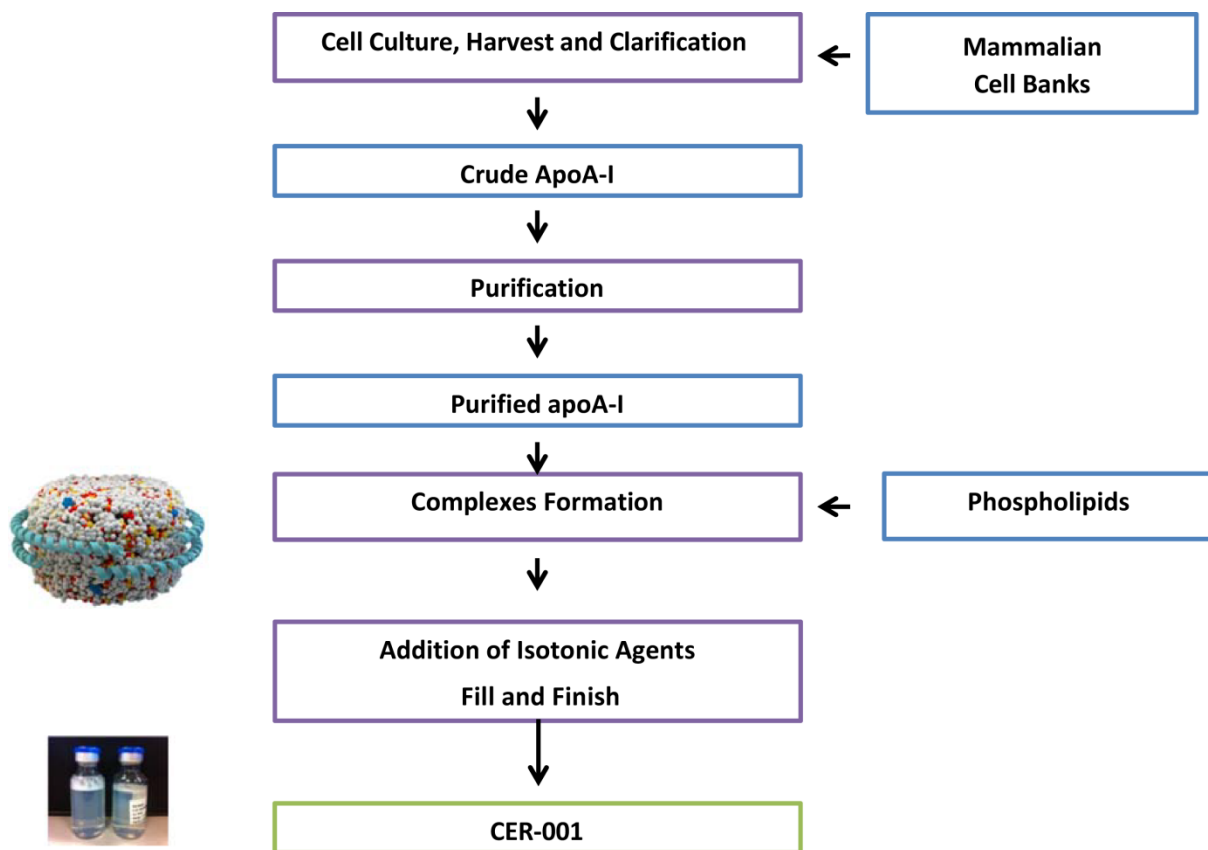 Cell Culture, Harvest and Clarification
Mammalian
Cell Banks
Crude ApoA-I
Purification
Purified apoA-I
Complexes Formation
Phospholipids
Addition of Isotonic Agents
Fill and Finish
CER-001